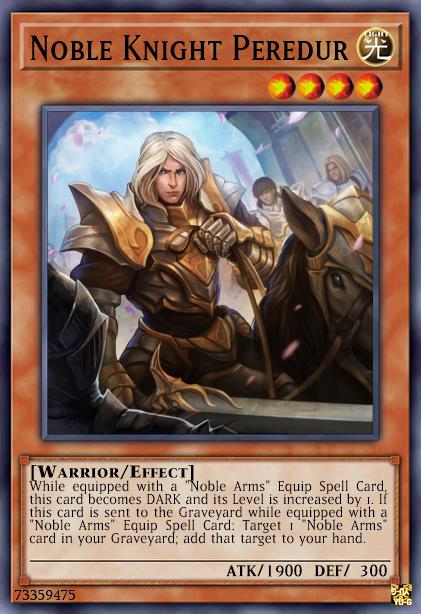 NOBLE KNIGHT PEREDUR
LIGHT
光
[WARRIOR/EFFECT]
While equipped with a "Noble Arms" Equip Spell Card,
this card becomes DARK and its Level is increased by 1. If
this card is sent to the Graveyard while equipped with a
"Noble Arms" Equip Spell Card: Target 1 "Noble Arms"
card in your Graveyard; add that target to your hand.
ATK/1900 DEF/ 300
73359475